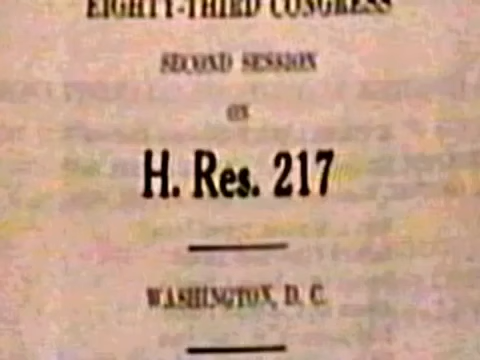 EIGHTY-THIRD CONGRESS
SECOND SESSION
ON
H. Res. 217
WASHINGTON, D. C.